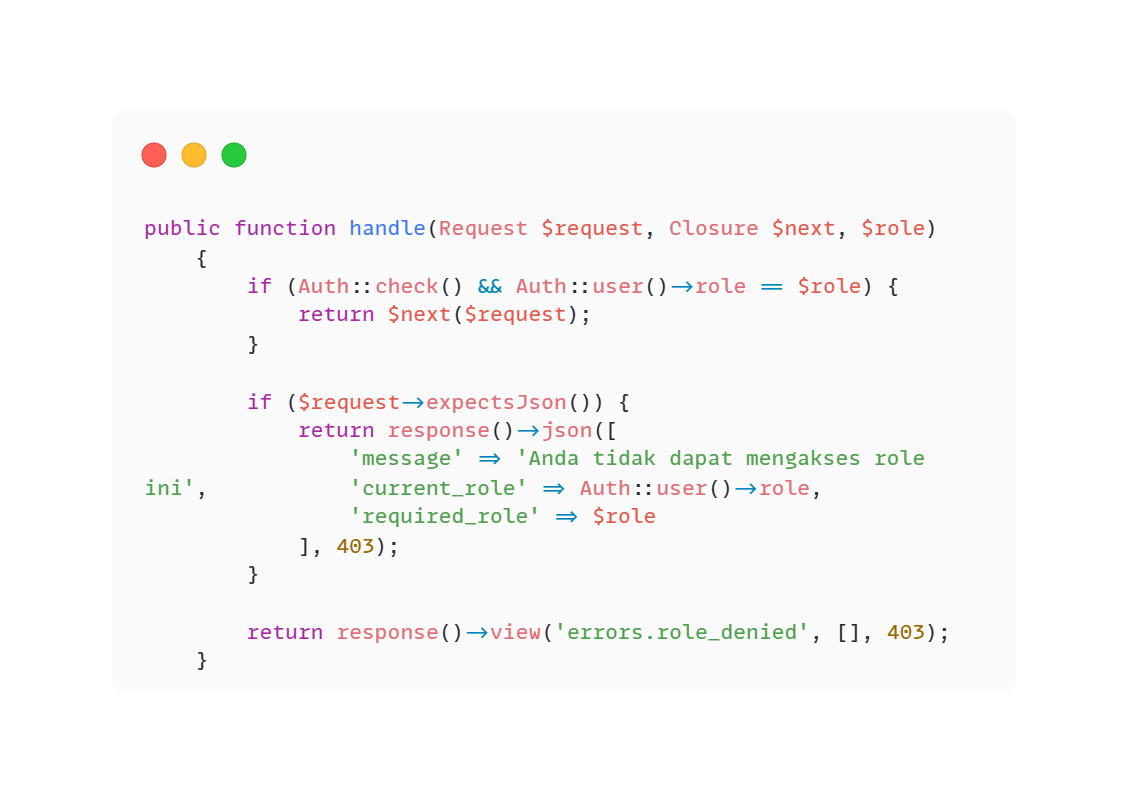 public function handle(Request $request, Closure $next, $role)
    {
        if (Auth::check() && Auth::user()->role == $role) {
            return $next($request);
        }

        if ($request->expectsJson()) {
            return response()->json([
                'message' => 'Anda tidak dapat mengakses role
ini',           'current_role' => Auth::user()->role,
                'required_role' => $role
            ], 403);
        }

        return response()->view('errors.role_denied', [], 403);
    }